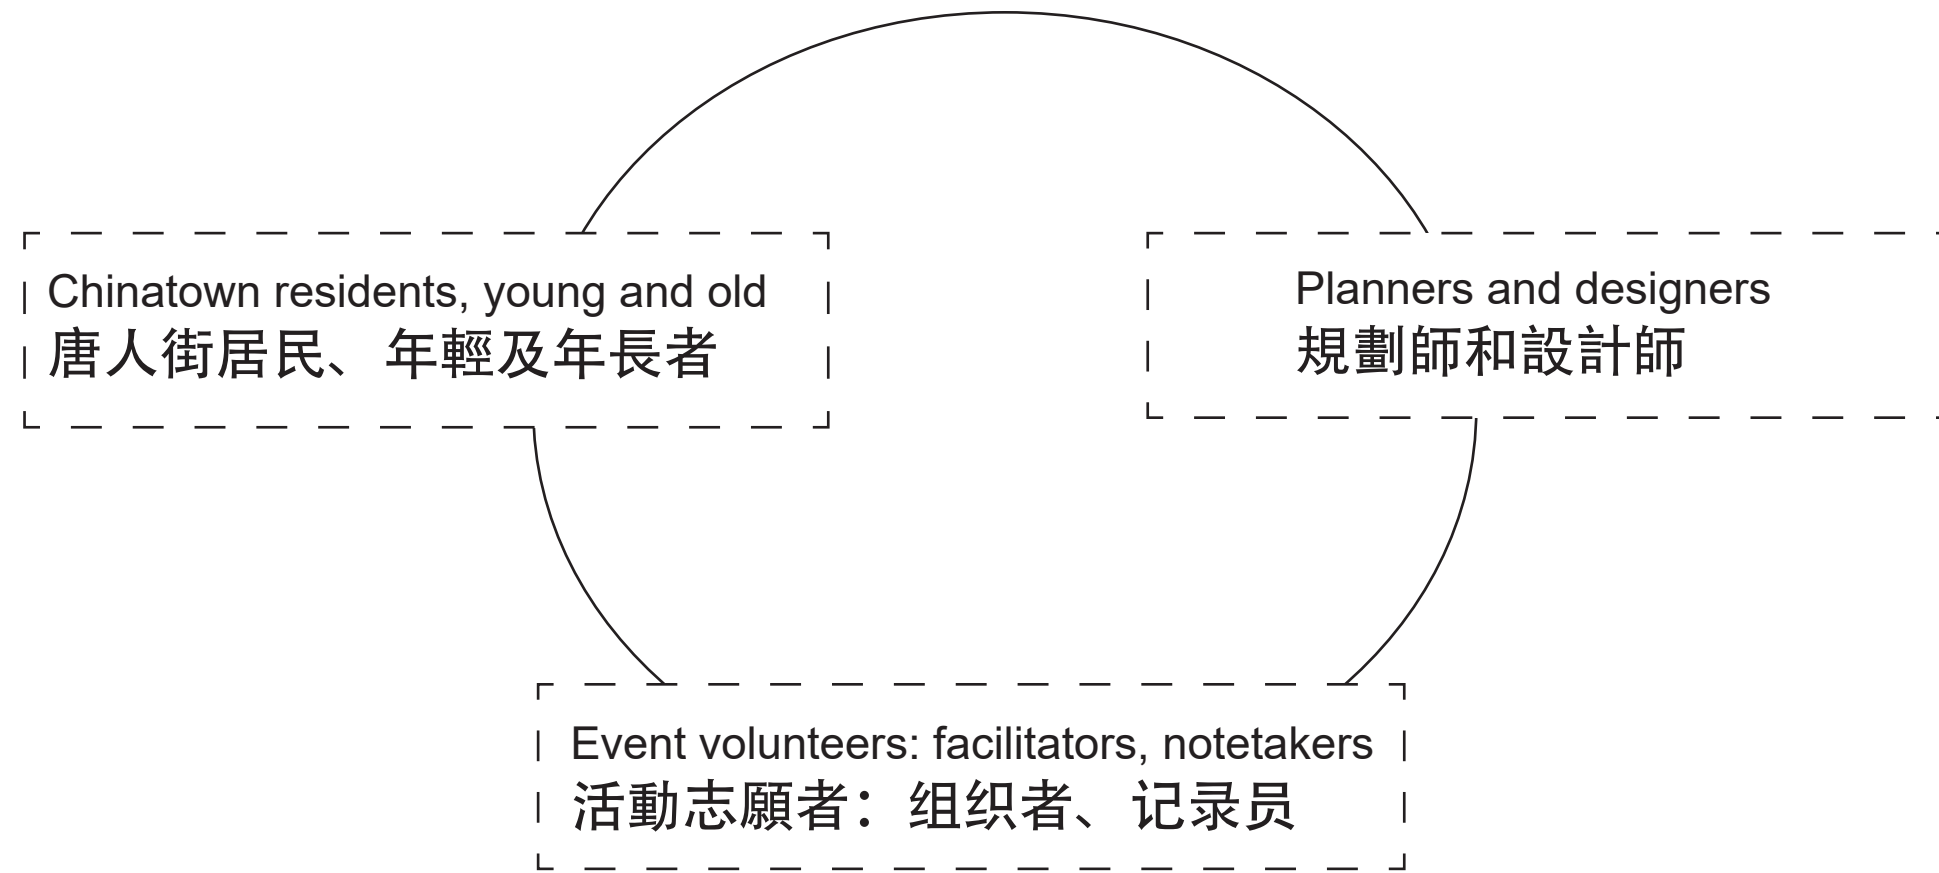 Chinatown residents, young and old
唐人街居民、年輕及年長者
Planners and designers
規劃師和設計師
Event volunteers: facilitators, notetakers
活動志願者：组织者、记录员